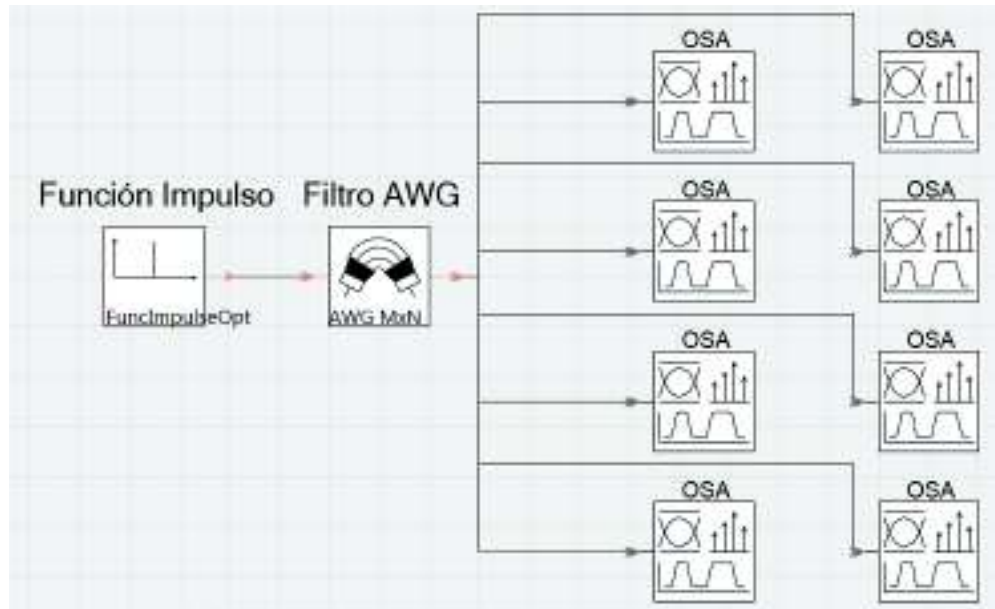 OSA OSA
OSA OSA
Función Impulso Filtro AWG
FuncImpulseOpt AWG MxN
OSA OSA
OSA OSA